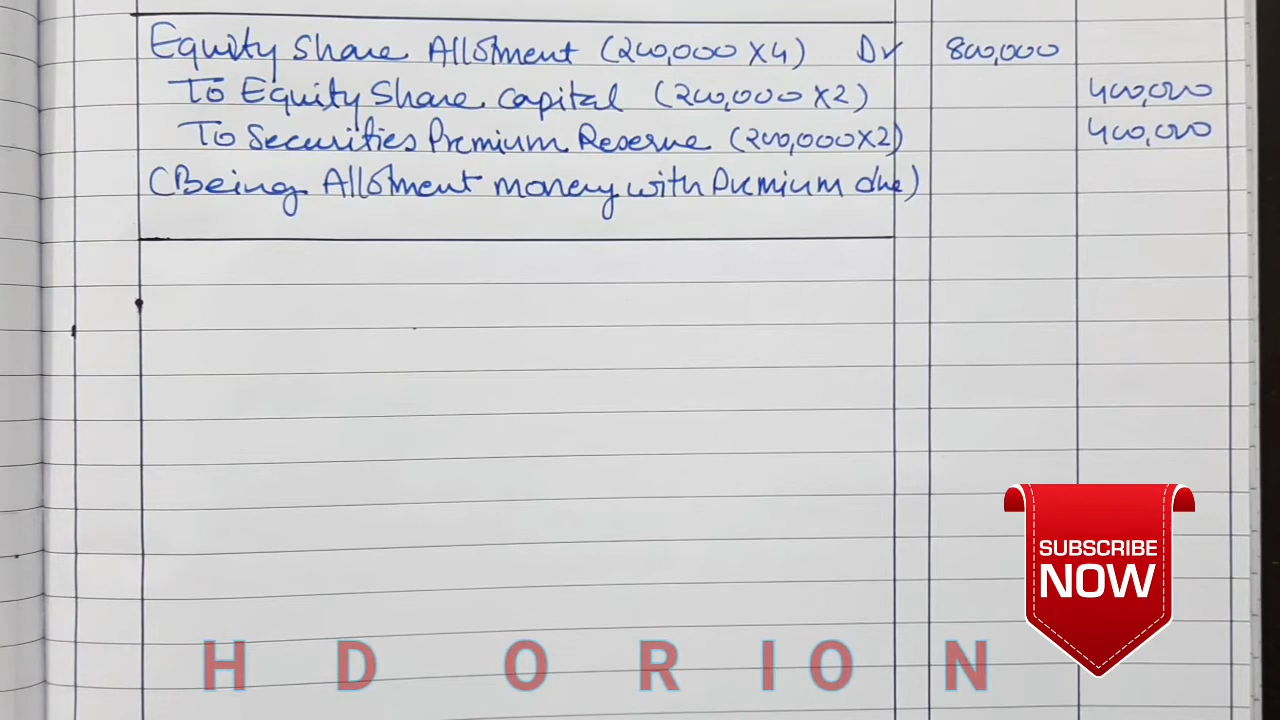 Equity Share Allotment (200,000 X 4) Dr 800,000
To Equity Share Capital (200,000 X 2) 400,000
To Securities Premium Reserve (200,000 X 2) 400,000
(Being Allotment money with Premium due)
SUBSCRIBE
NOW
H D O R I O N